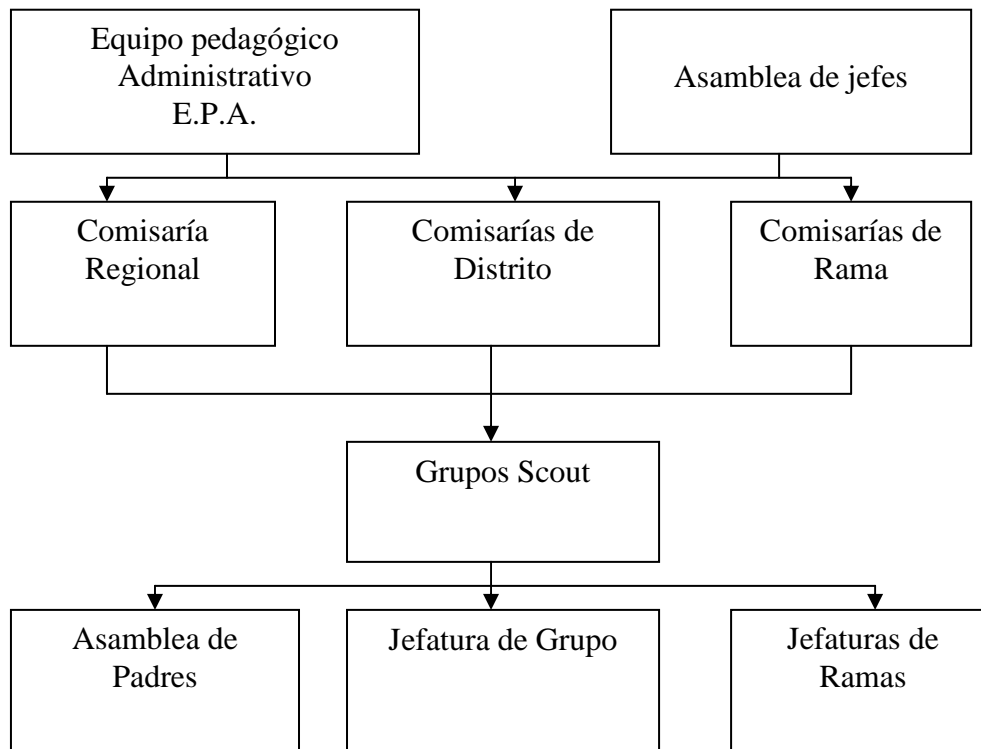 Equipo pedagógico
Administrativo
E.P.A.
Asamblea de jefes
Comisaría
Regional
Comisarías de
Distrito
Comisarías de
Rama
Grupos Scout
Asamblea de
Padres
Jefatura de Grupo
Jefaturas de
Ramas